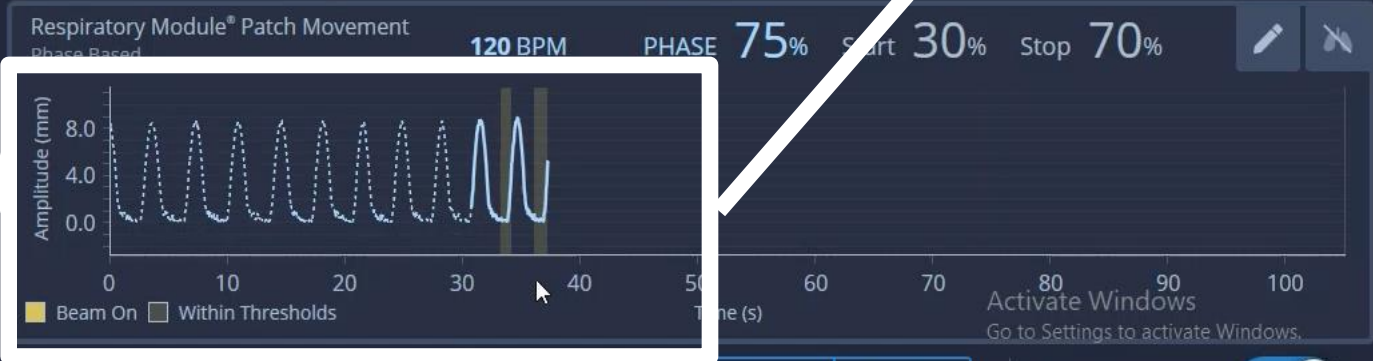 Respiratory Module® Patch Movement
Phase Based
120 BPM PHASE 75% Start 30% Stop 70%
Amplitude (mm)
8.0
4.0
0.0
0 10 20 30 40 50 60 70 80 90 100
Time (s)
Beam On Within Thresholds
Activate Windows
Go to Settings to activate Windows.